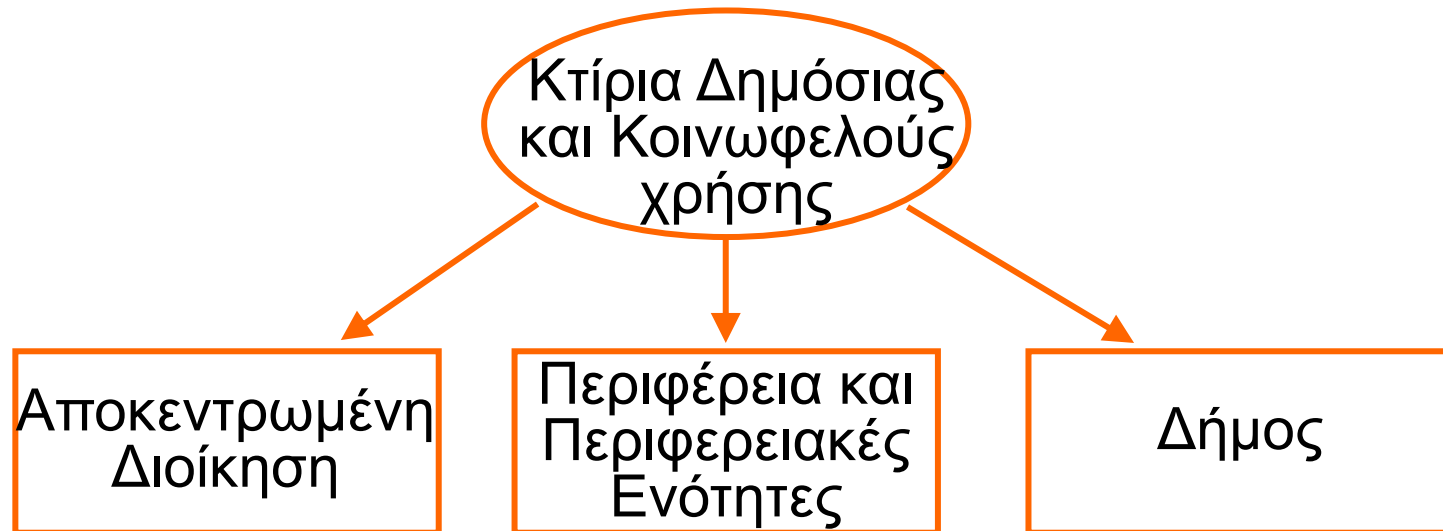 Κτίρια Δημόσιας
και Κοινωφελούς
χρήσης
Αποκεντρωμένη
Διοίκηση
Περιφέρεια και
Περιφερειακές
Ενότητες
Δήμος